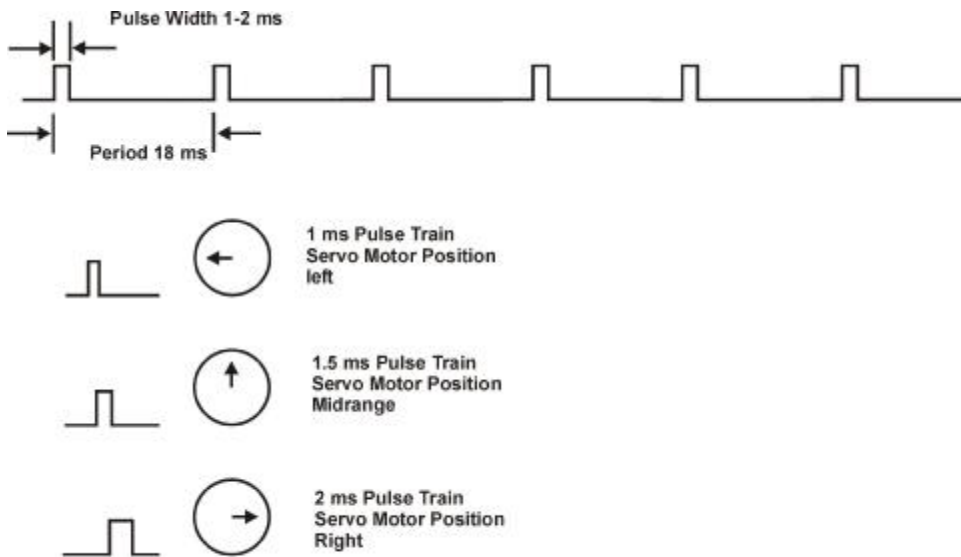 Pulse Width 1-2 ms
Period 18 ms
1 ms Pulse Train
Servo Motor Position
left
1.5 ms Pulse Train
Servo Motor Position
Midrange
2 ms Pulse Train
Servo Motor Position
Right